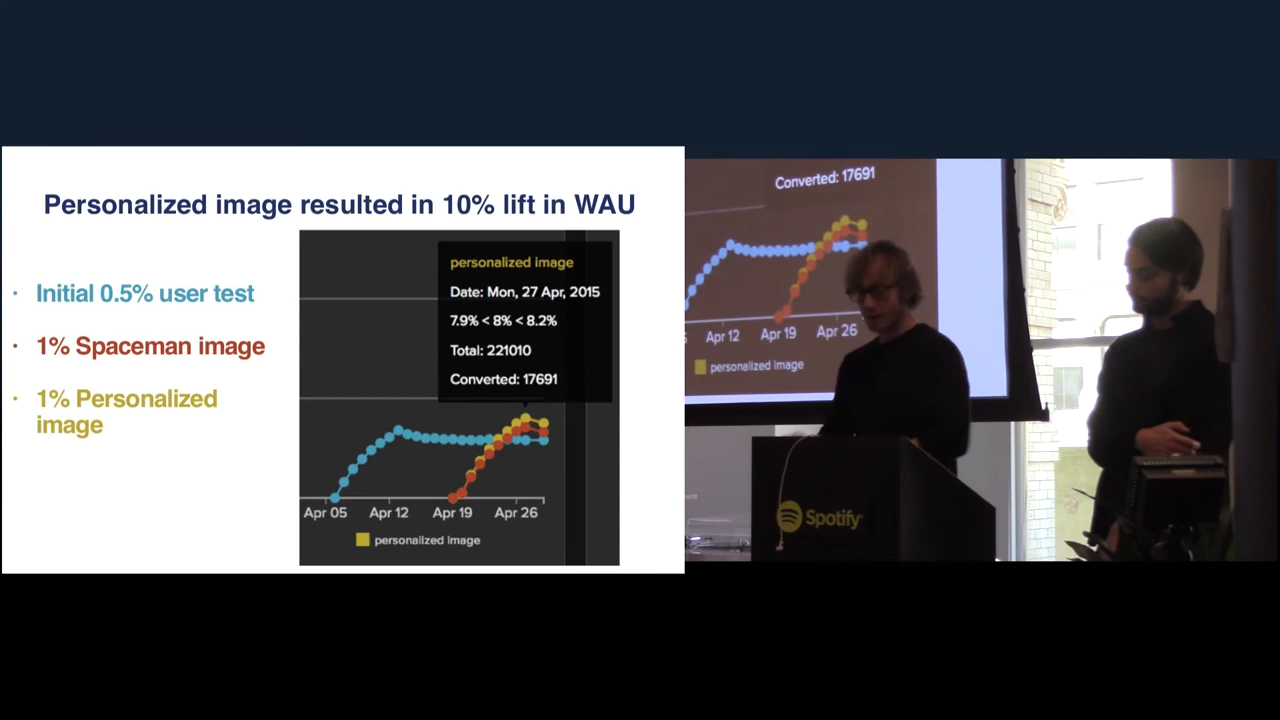 Personalized image resulted in 10% lift in WAU
· Initial 0.5% user test
· 1% Spaceman image
· 1% Personalized
image
personalized image
Date: Mon, 27 Apr, 2015
7.9% < 8% < 8.2%
Total: 221010
Converted: 17691
Apr 05 Apr 12 Apr 19 Apr 26
personalized image
Converted: 17691
Apr 12 Apr 19 Apr 26
personalized image
Spotify